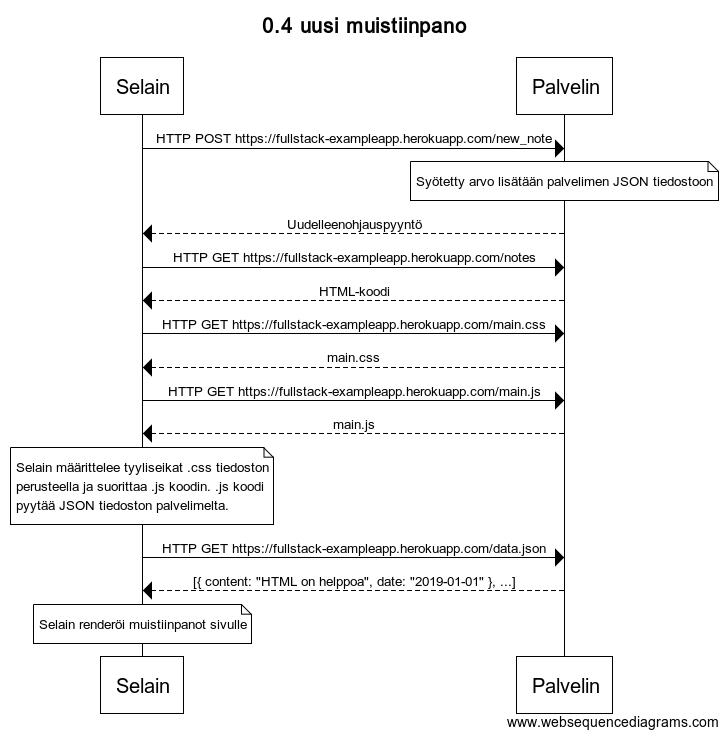 0.4 uusi muistiinpano
Selain
Palvelin
HTTP POST https://fullstack-exampleapp.herokuapp.com/new_note
Syötetty arvo lisätään palvelimen JSON tiedostoon
Uudelleenohjauspyyntö
HTTP GET https://fullstack-exampleapp.herokuapp.com/notes
HTML-koodi
HTTP GET https://fullstack-exampleapp.herokuapp.com/main.css
main.css
HTTP GET https://fullstack-exampleapp.herokuapp.com/main.js
main.js
Selain määrittelee tyyliseikat .css tiedoston
perusteella ja suorittaa .js koodin. .js koodi
pyytää JSON tiedoston palvelimelta.
HTTP GET https://fullstack-exampleapp.herokuapp.com/data.json
[{ content: "HTML on helppoa", date: "2019-01-01" }, ...]
Selain renderöi muistiinpanot sivulle
Selain
Palvelin
www.websequencediagrams.com